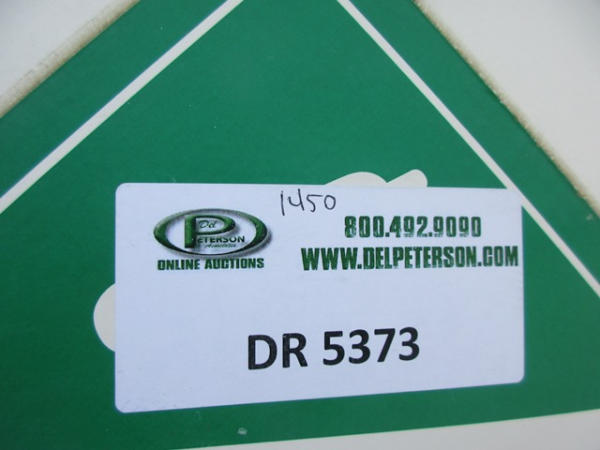 1450
Del
PETERSON
& Associates
ONLINE AUCTIONS
800.492.9090
WWW.DELPETERSON.COM
DR 5373